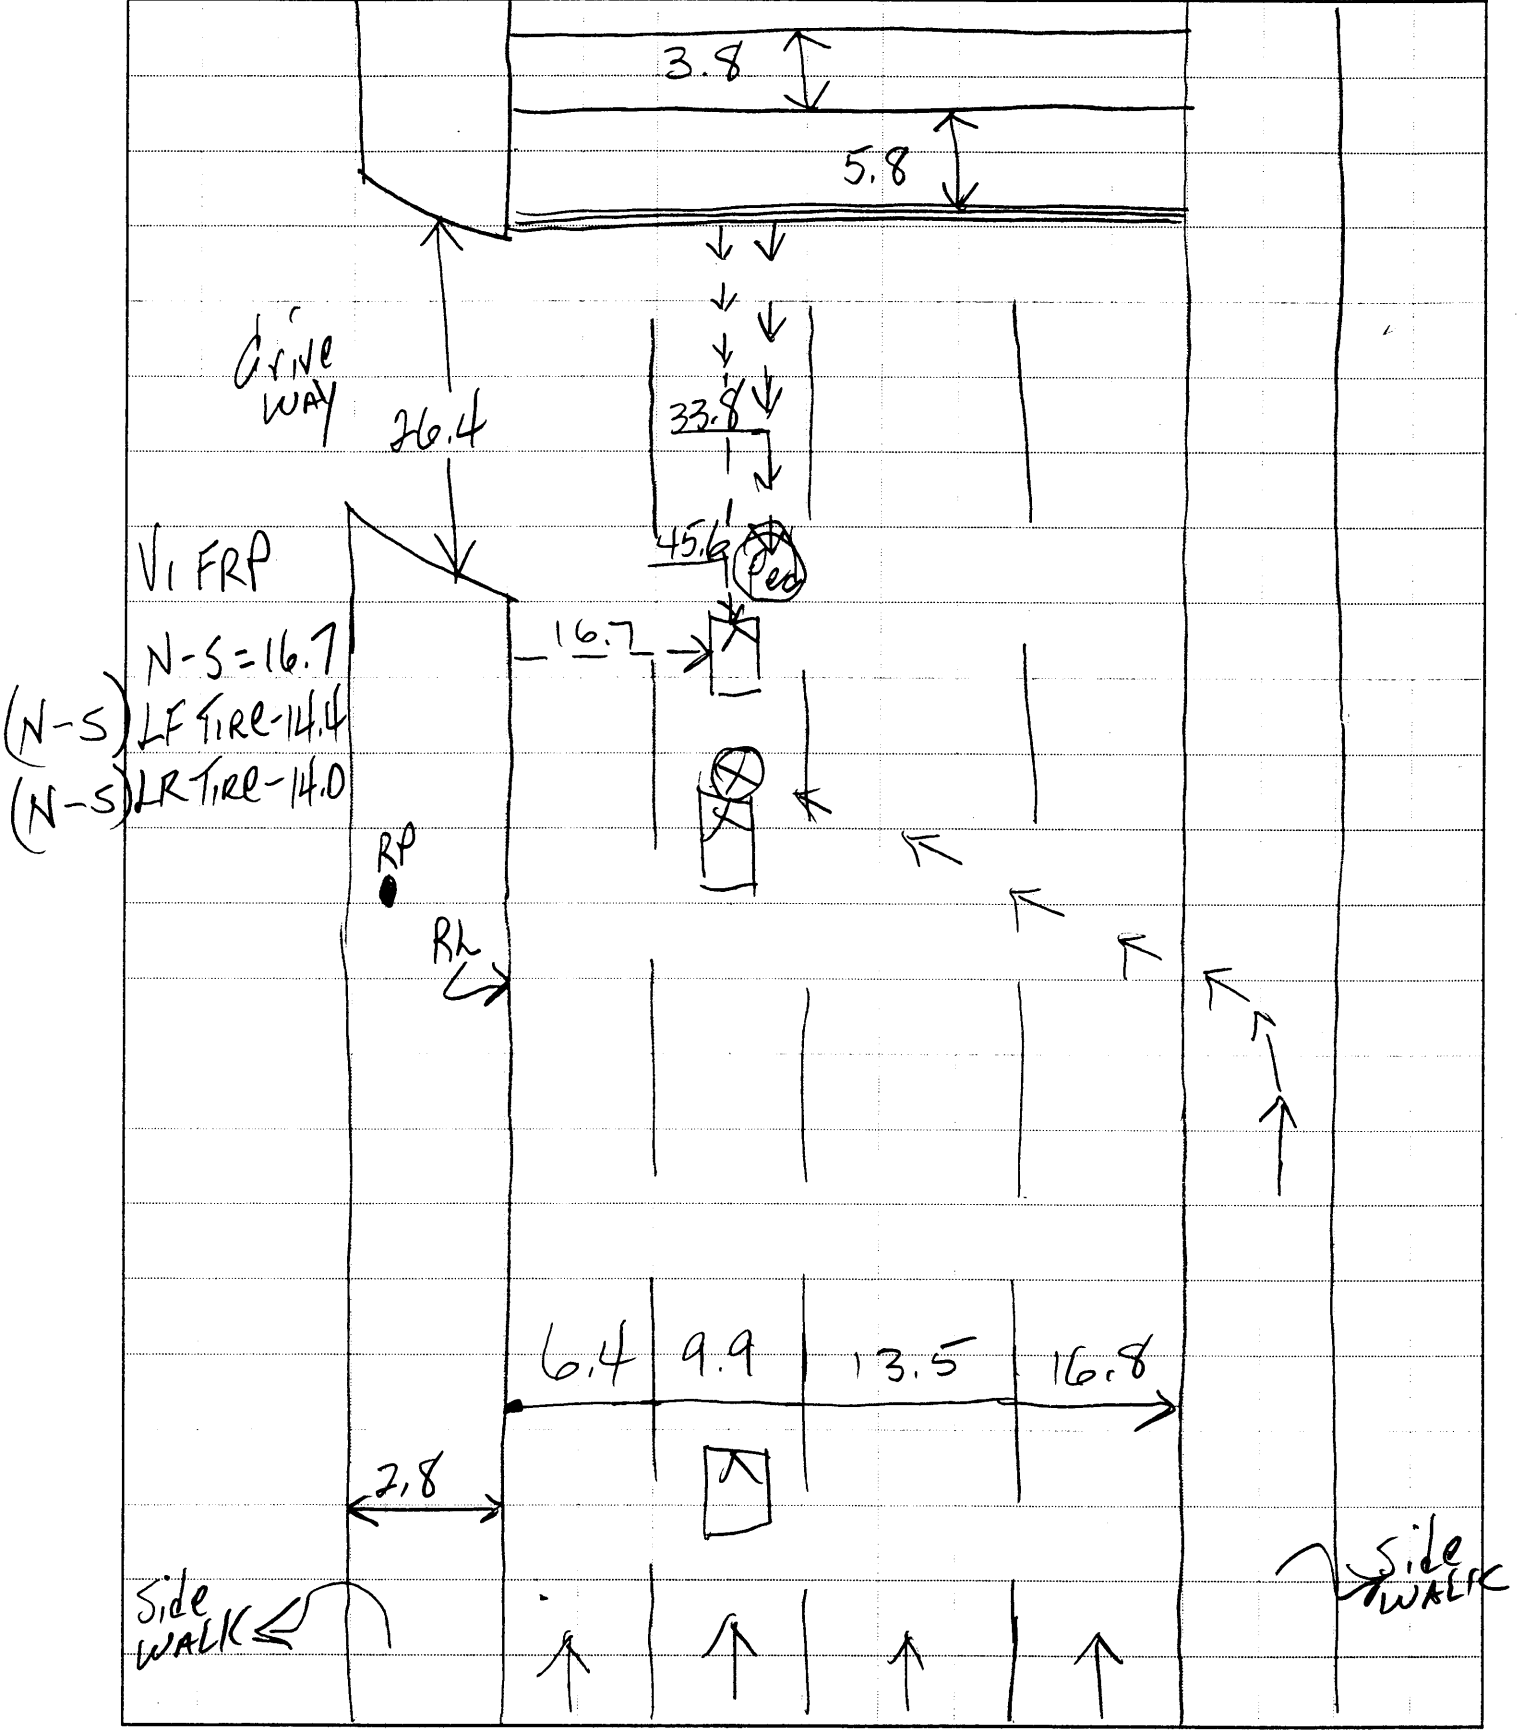 3.8
5.8
drive
WAY
26.4
33.8
45.6
Ped
V1 FRP
N-S=16.7
16.7
(N-S) LF TiRe-14.4
(N-S) LR TiRe-14.0
RP
RL
6.4 9.9 13.5 16.8
2.8
Side
WALK
Side
WALK